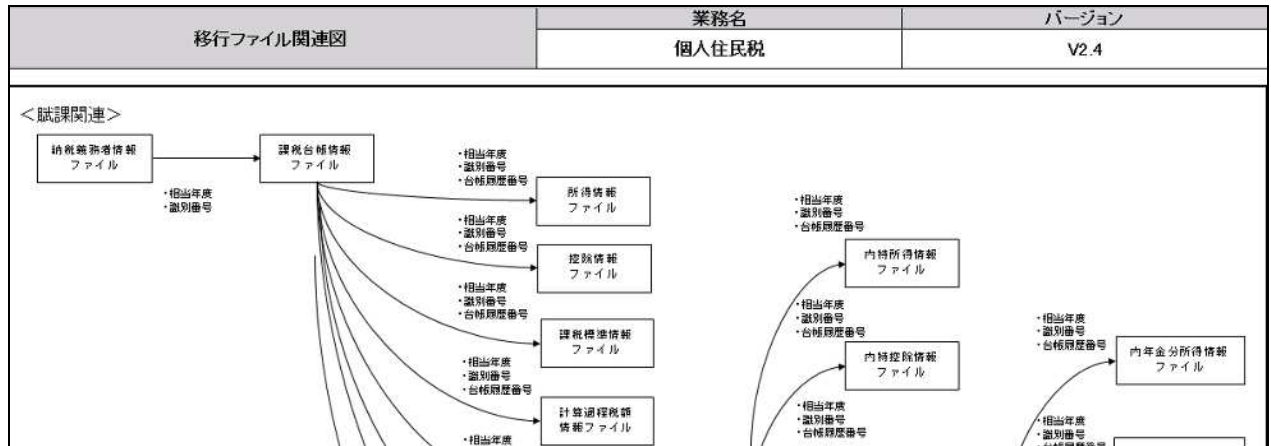 移行ファイル関連図
業務名
バージョン
個人住民税
V2.4
＜賦課関連＞
納税義務者情報
ファイル
・相当年度
・識別番号
課税台帳情報
ファイル
・相当年度
・識別番号
・台帳履歴番号
所得情報
ファイル
・相当年度
・識別番号
・台帳履歴番号
控除情報
ファイル
・相当年度
・識別番号
・台帳履歴番号
課税標準情報
ファイル
・相当年度
・識別番号
・台帳履歴番号
計算過程税額
情報ファイル
・相当年度
・相当年度
・識別番号
・台帳履歴番号
内特所得情報
ファイル
・相当年度
・識別番号
・台帳履歴番号
内特控除情報
ファイル
・相当年度
・識別番号
・台帳履歴番号
・相当年度
・識別番号
・台帳履歴番号
内年金分所得情報
ファイル
・相当年度
・識別番号
・台帳履歴番号